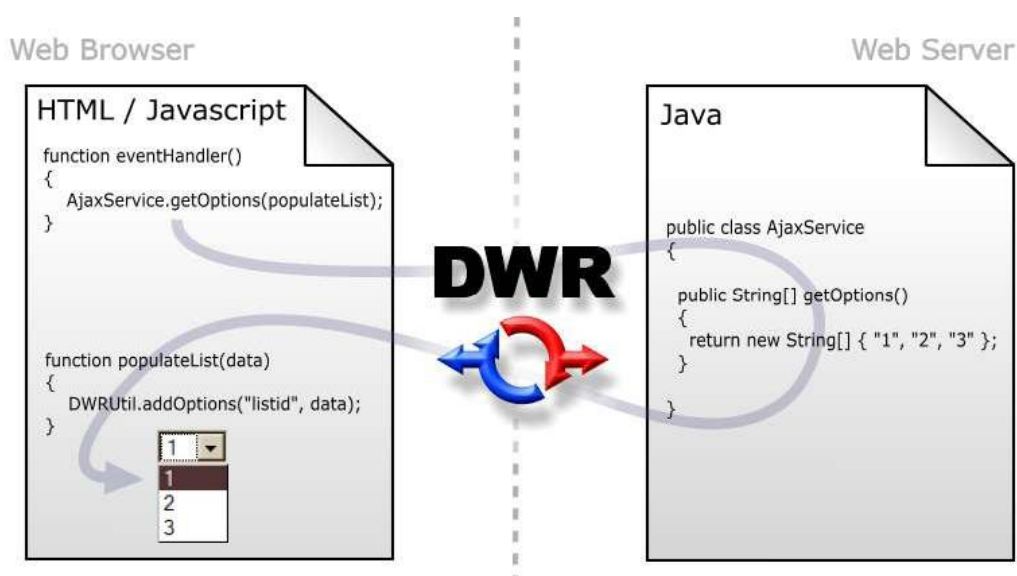 Web Browser
Web Server
HTML / Javascript
function eventHandler()
{
AjaxService.getOptions(populateList);
}
function populateList(data)
{
DWRUtil.addOptions("listid", data);
}
1
1
2
3
DWR
Java
public class AjaxService
{
public String[] getOptions()
{
return new String[] { "1", "2", "3" };
}
}